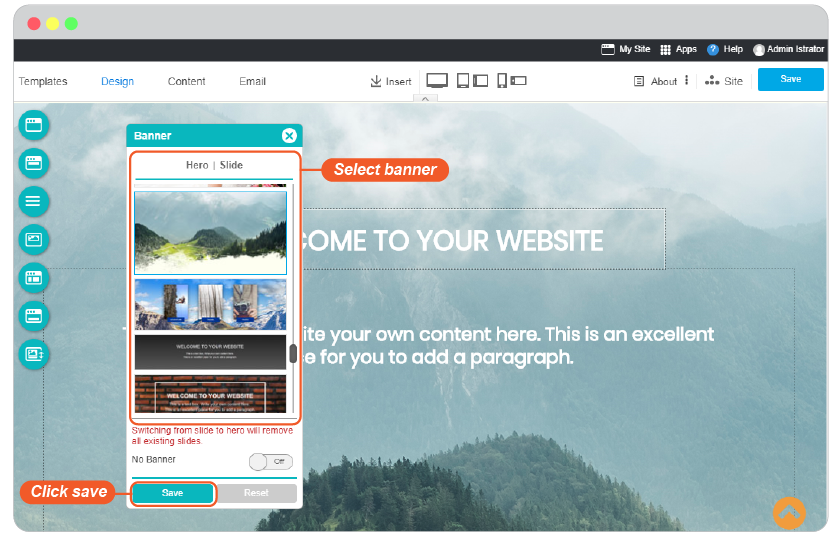 My Site Apps ? Help Admin Istrator
Templates Design Content Email Insert About Site Save
Banner
Hero | Slide
Select banner
COME TO YOUR WEBSITE
WELCOME TO YOUR WEBSITE
ite your own content here. This is an excellent
e for you to add a paragraph.
WELCOME TO YOUR WEBSITE
Switching from slide to hero will remove
all existing slides.
No Banner Off
Click save
Save Reset